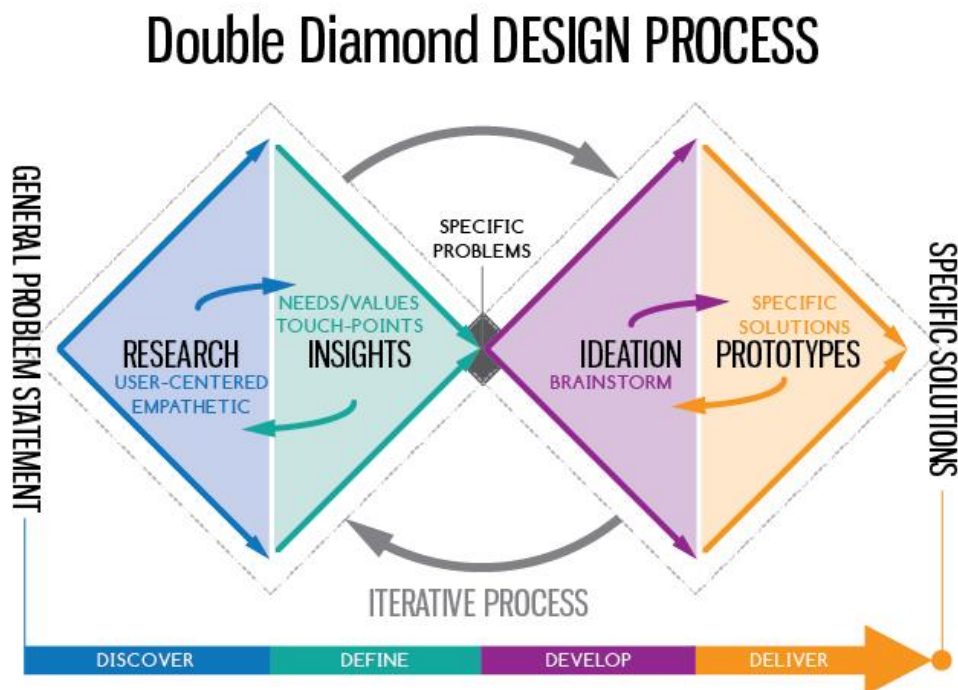 Double Diamond DESIGN PROCESS
GENERAL PROBLEM STATEMENT
SPECIFIC
PROBLEMS
NEEDS/VALUES
TOUCH-POINTS
RESEARCH
INSIGHTS
USER-CENTERED
EMPATHETIC
SPECIFIC
SOLUTIONS
IDEATION
PROTOTYPES
BRAINSTORM
SPECIFIC SOLUTIONS
ITERATIVE PROCESS
DISCOVER
DEFINE
DEVELOP
DELIVER